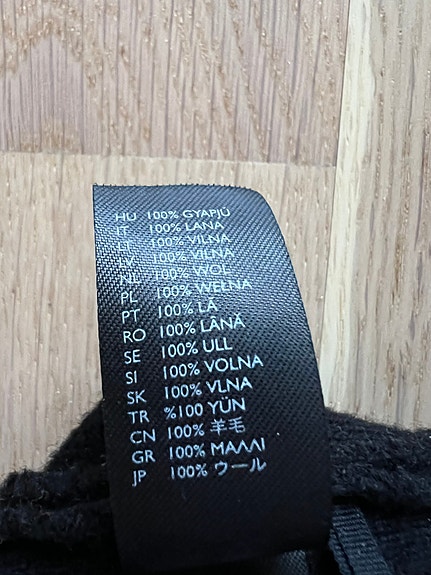 HU 100% GYAPJÚ
IT 100% LANA
LT 100% VILNA
LV 100% VILNA
NL 100% WOL
PL 100% WEŁNA
PT 100% LÃ
RO 100% LÂNĂ
SE 100% ULL
SI 100% VOLNA
SK 100% VLNA
TR %100 YÜN
CN 100% 羊毛
GR 100% ΜΑΛΛΙ
JP 100% ウール